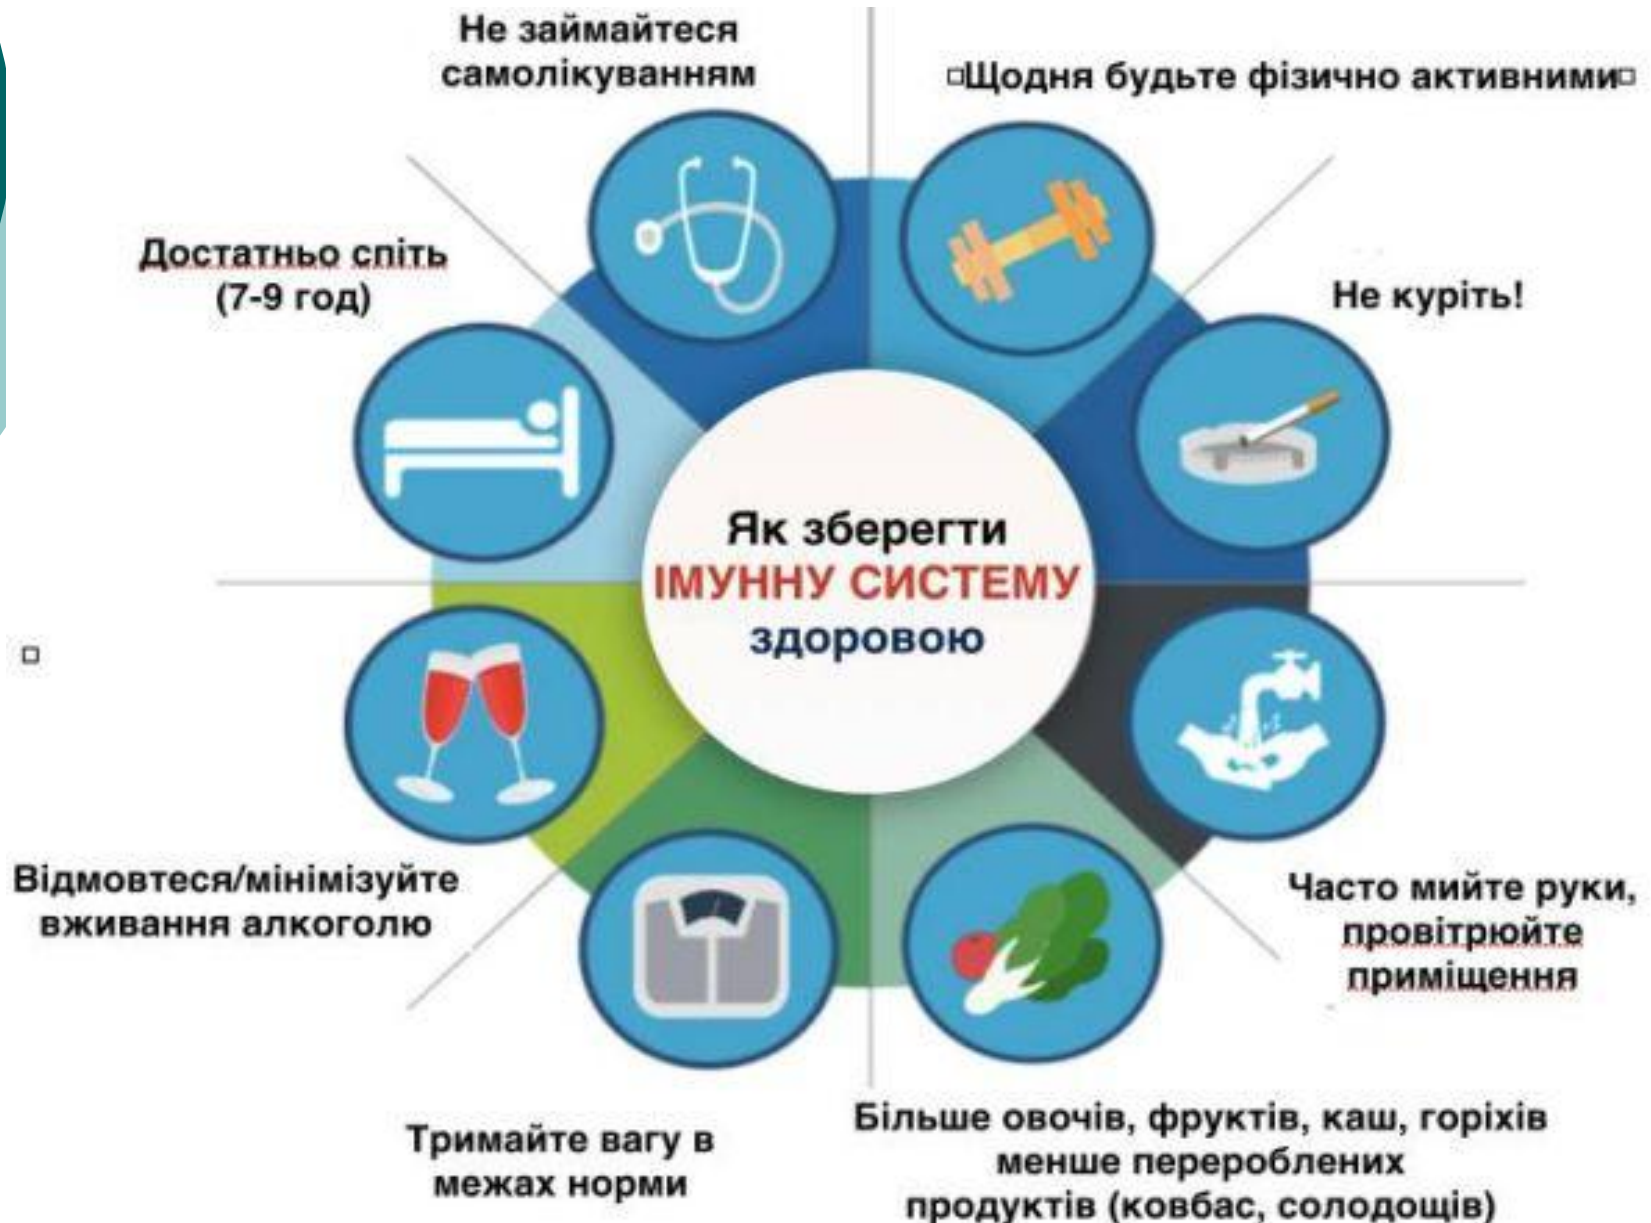 Не займайтеся
самолікуванням
Щодня будьте фізично активними
Достатньо спіть
(7-9 год)
Не куріть!
Як зберегти
ІМУННУ СИСТЕМУ
здоровою
Відмовтеся/мінімізуйте
вживання алкоголю
Часто мийте руки,
провітрюйте
приміщення
Тримайте вагу в
межах норми
Більше овочів, фруктів, каш, горіхів
менше перероблених
продуктів (ковбас, солодощів)